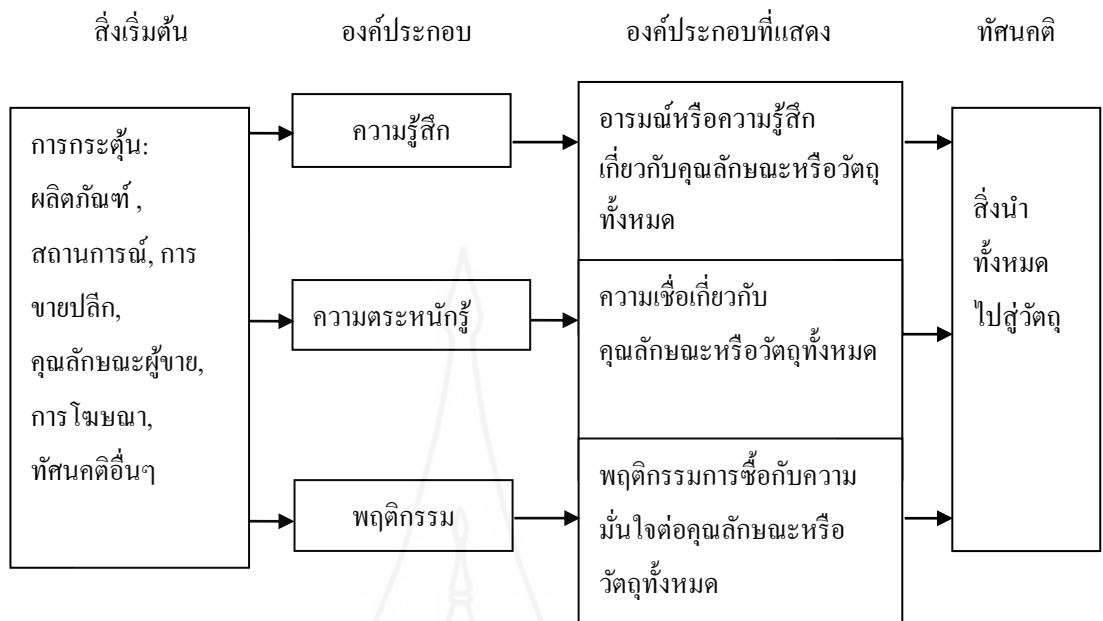 สิ่งเริ่มต้น องค์ประกอบ องค์ประกอบที่แสดง ทัศนคติ
การกระตุ้น:
ผลิตภัณฑ์ ,
สถานการณ์, การ
ขายปลีก,
คุณลักษณะผู้ขาย,
การโฆษณา,
ทัศนคติอื่นๆ
ความรู้สึก
ความตระหนักรู้
พฤติกรรม
อารมณ์หรือความรู้สึก
เกี่ยวกับคุณลักษณะหรือวัตถุ
ทั้งหมด
ความเชื่อเกี่ยวกับ
คุณลักษณะหรือวัตถุทั้งหมด
พฤติกรรมการซื้อกับความ
มั่นใจต่อคุณลักษณะหรือ
วัตถุทั้งหมด
สิ่งนำ
ทั้งหมด
ไปสู่วัตถุ